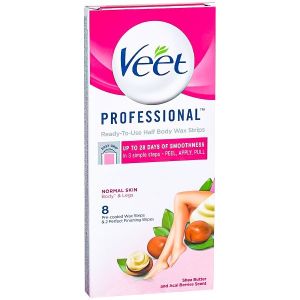 Veet
PROFESSIONAL™
Ready-To-Use Half Body Wax Strips
UP TO 28 DAYS OF SMOOTHNESS
in 3 simple steps - PEEL, APPLY, PULL
NORMAL SKIN
Body* & Legs
8
Pre-coated Wax Strips
& 2 Perfect Finishing Wipes
Shea Butter
and Acai Berries Scent